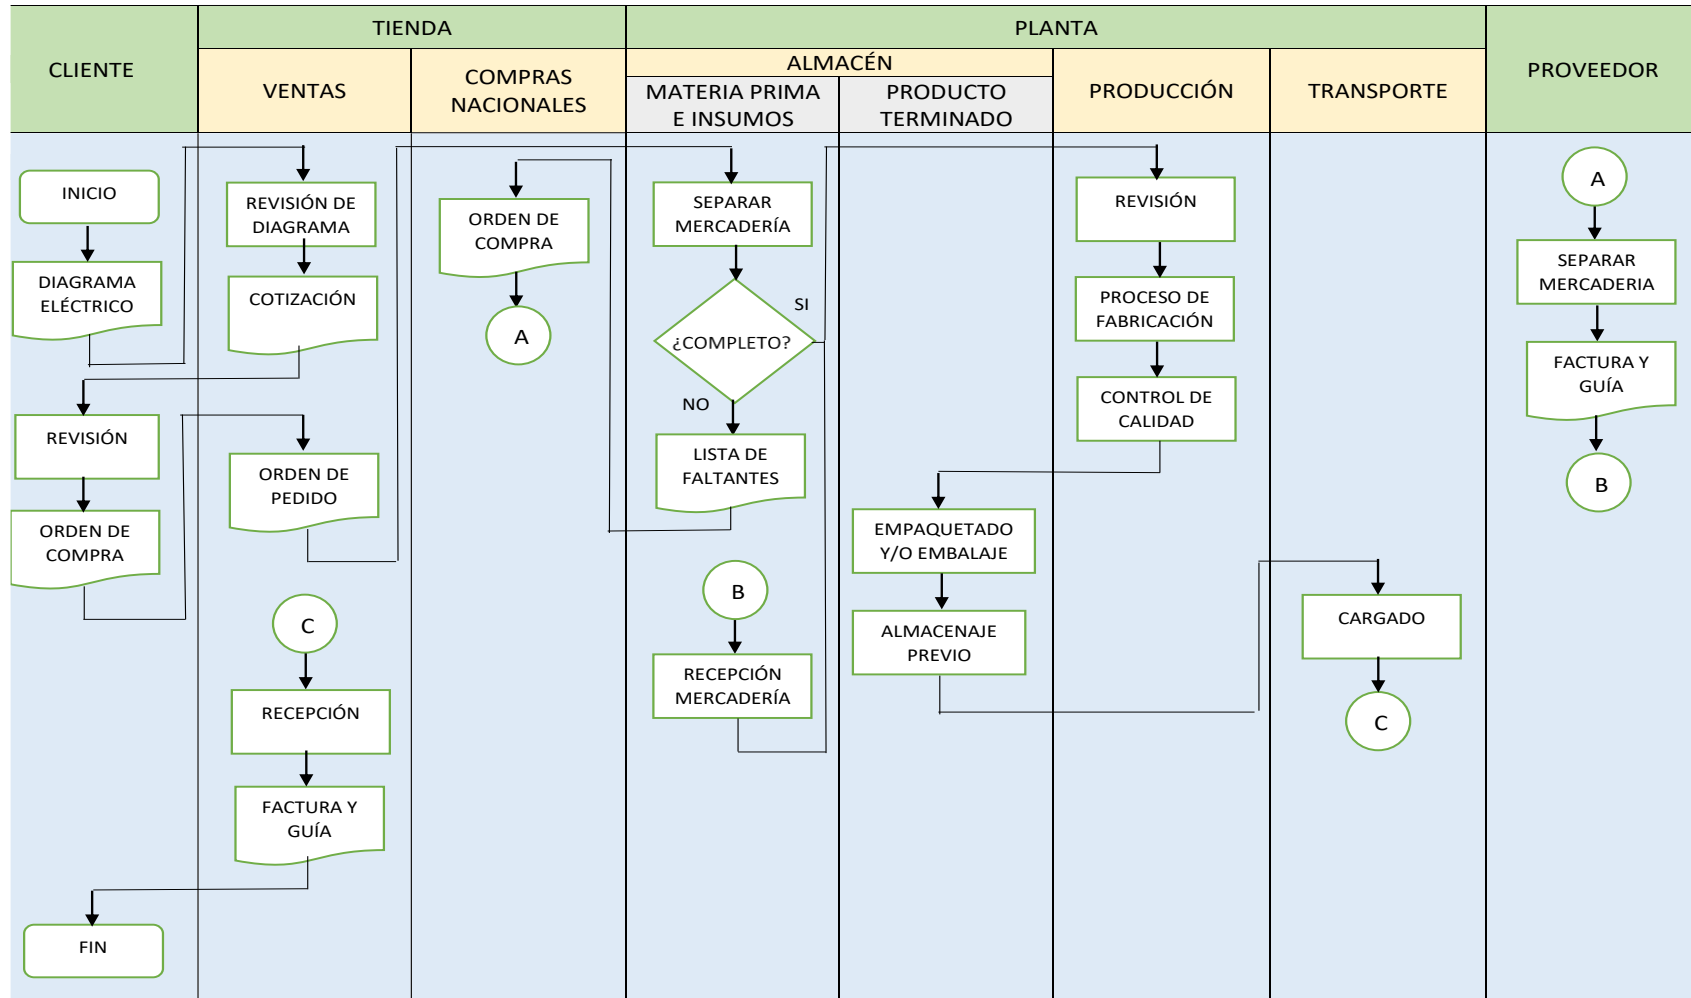 CLIENTE
TIENDA
PLANTA
PROVEEDOR
VENTAS
COMPRAS
NACIONALES
ALMACÉN
MATERIA PRIMA
E INSUMOS
PRODUCTO
TERMINADO
PRODUCCIÓN
TRANSPORTE
INICIO
DIAGRAMA
ELÉCTRICO
REVISIÓN
ORDEN DE
COMPRA
FIN
REVISIÓN DE
DIAGRAMA
COTIZACIÓN
ORDEN DE
PEDIDO
C
RECEPCIÓN
FACTURA Y
GUÍA
ORDEN DE
COMPRA
A
SEPARAR
MERCADERÍA
SI
¿COMPLETO?
NO
LISTA DE
FALTANTES
B
RECEPCIÓN
MERCADERÍA
EMPAQUETADO
Y/O EMBALAJE
ALMACENAJE
PREVIO
REVISIÓN
PROCESO DE
FABRICACIÓN
CONTROL DE
CALIDAD
CARGADO
C
A
SEPARAR
MERCADERIA
FACTURA Y
GUÍA
B